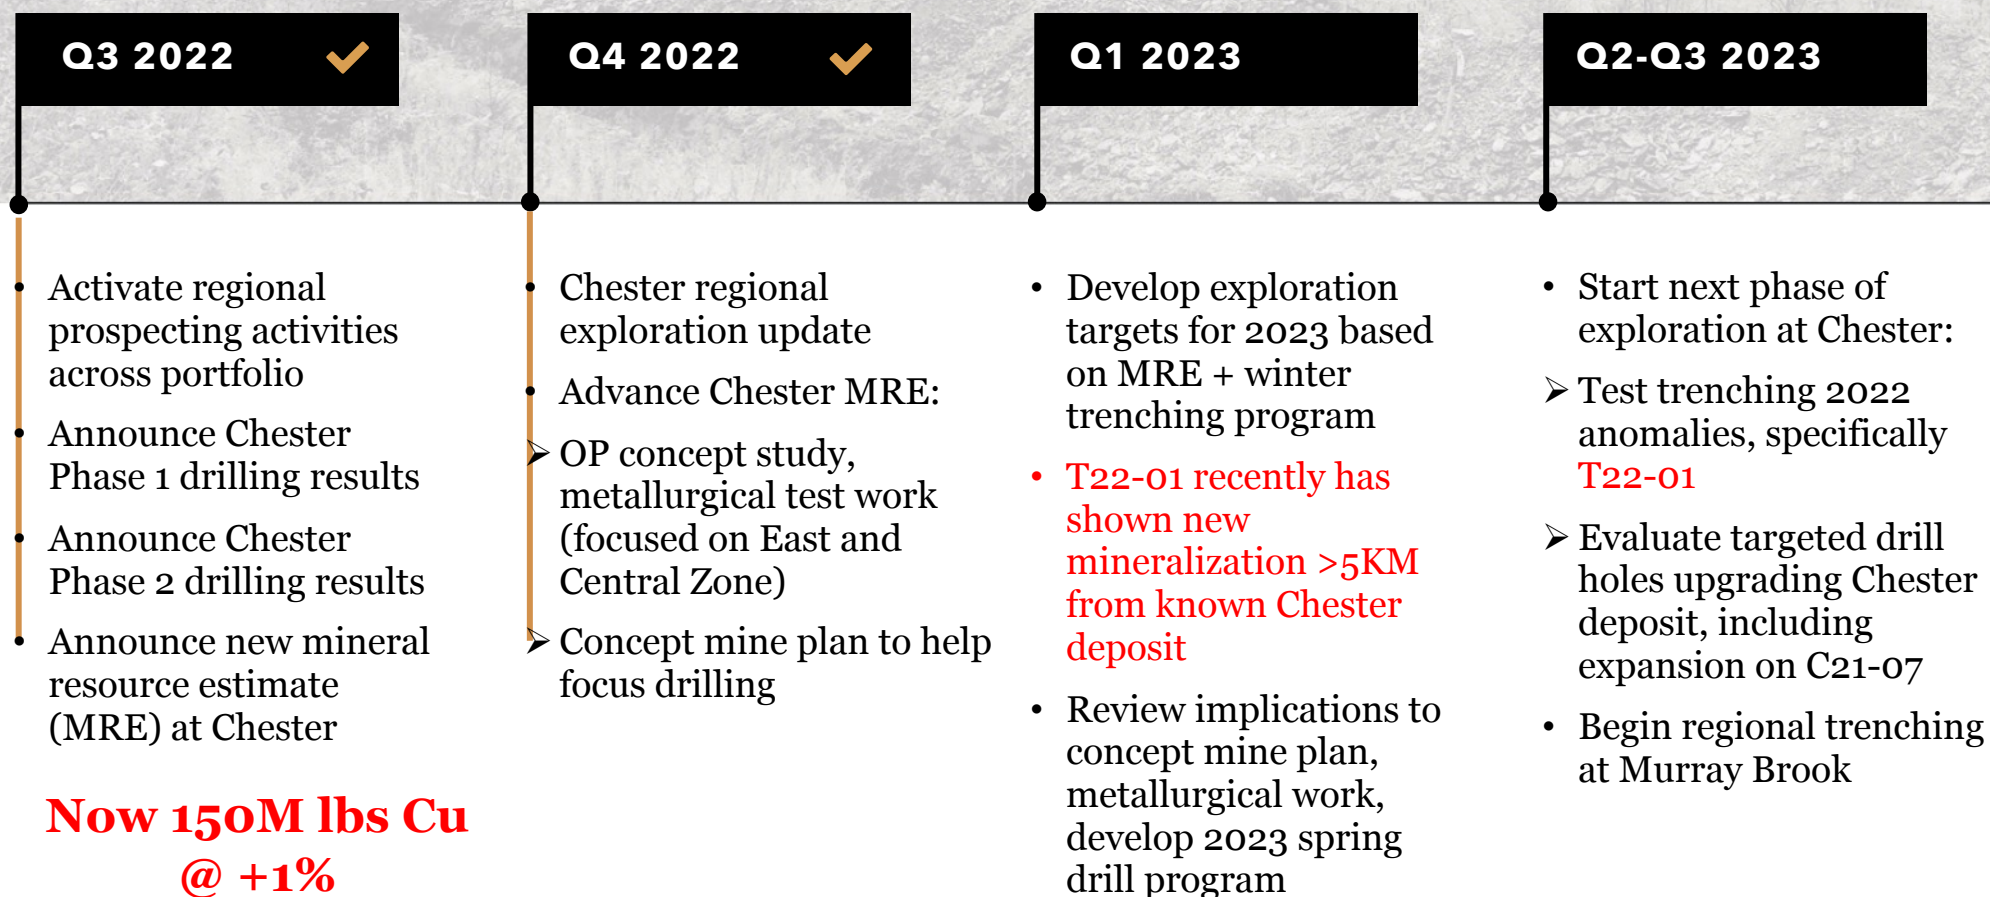 Q3 2022
Q4 2022
Q1 2023
Q2-Q3 2023
• Activate regional
prospecting activities
across portfolio
• Announce Chester
Phase 1 drilling results
• Announce Chester
Phase 2 drilling results
• Announce new mineral
resource estimate
(MRE) at Chester
Now 150M lbs Cu
@ +1%
• Chester regional
exploration update
• Advance Chester MRE:
➢ OP concept study,
metallurgical test work
(focused on East and
Central Zone)
➢ Concept mine plan to help
focus drilling
• Develop exploration
targets for 2023 based
on MRE + winter
trenching program
• T22-01 recently has
shown new
mineralization >5KM
from known Chester
deposit
• Review implications to
concept mine plan,
metallurgical work,
develop 2023 spring
drill program
• Start next phase of
exploration at Chester:
➢ Test trenching 2022
anomalies, specifically
T22-01
➢ Evaluate targeted drill
holes upgrading Chester
deposit, including
expansion on C21-07
• Begin regional trenching
at Murray Brook